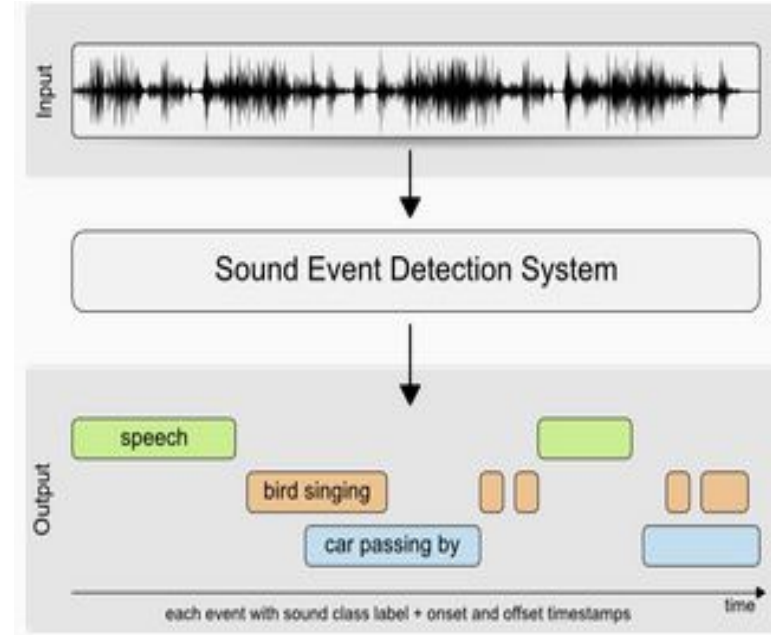 Input
Sound Event Detection System
Output
speech
bird singing
car passing by
time
each event with sound class label + onset and offset timestamps